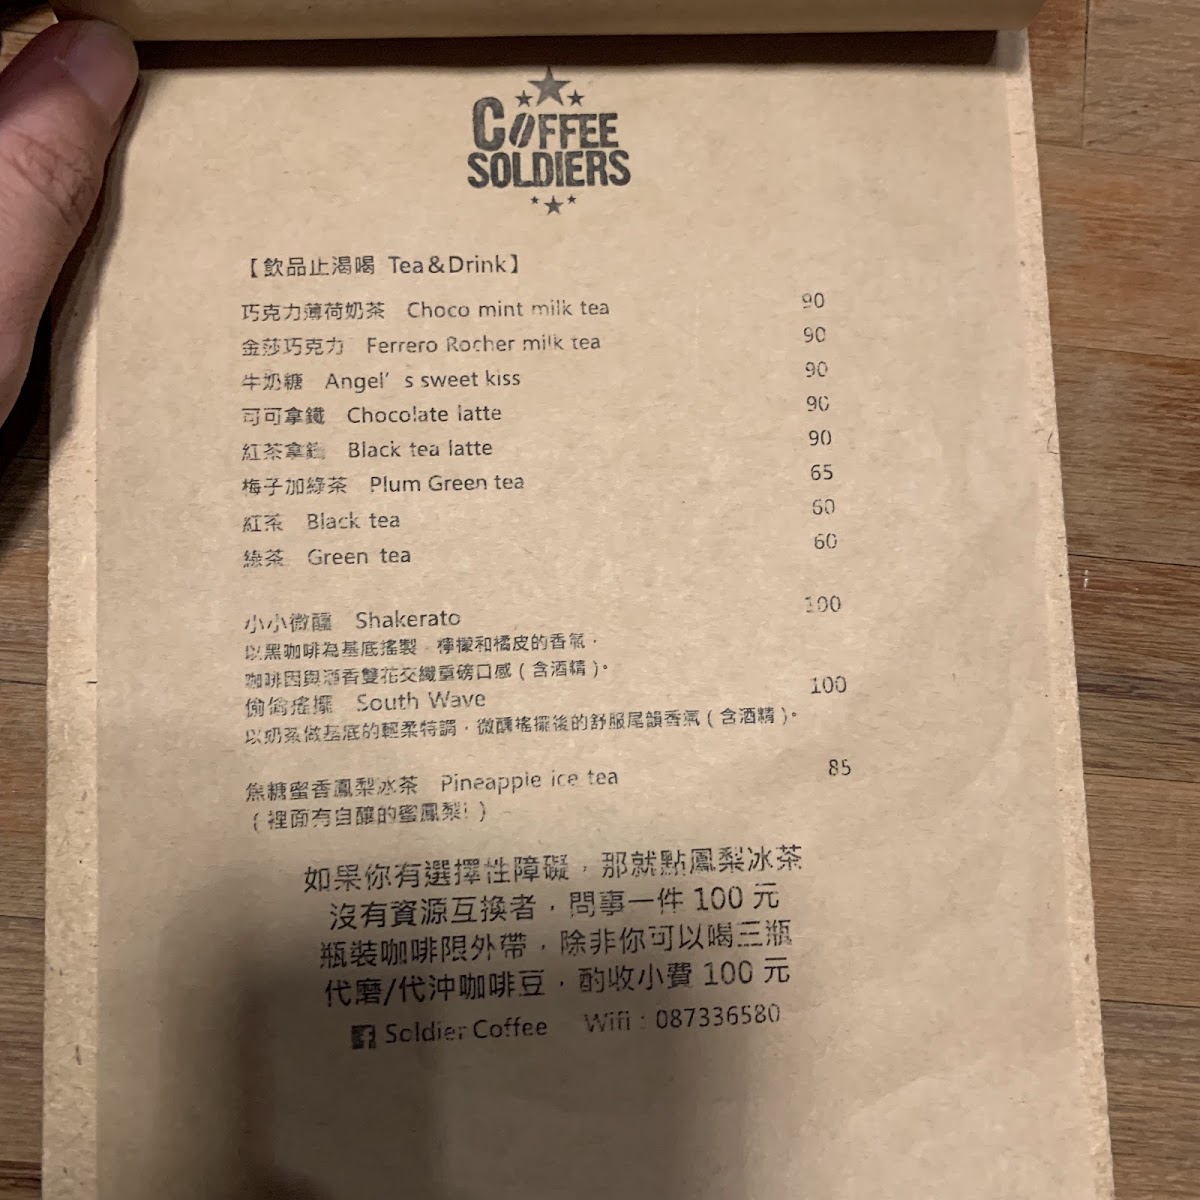 COFFEE
SOLDIERS
【飲品止渴喝 Tea&Drink】
巧克力薄荷奶茶 Choco mint milk tea 90
金莎巧克力 Ferrero Rocher milk tea 90
牛奶糖 Angel’s sweet kiss 90
可可拿鐵 Chocolate latte 90
紅茶拿鐵 Black tea latte 90
梅子加綠茶 Plum Green tea 65
紅茶 Black tea 60
綠茶 Green tea 60
小小微醺 Shakerato 100
以黑咖啡為基底搖製，檸檬和橘皮的香氣，
咖啡因與酒香雙花交織重磅口感(含酒精)。
偷偷搖擺 South Wave 100
以奶茶做基底的輕柔特調，微醺搖擺後的舒服尾韻香氣(含酒精)。
焦糖蜜香鳳梨冰茶 Pineapple ice tea 85
(裡面有自釀的蜜鳳梨!)
如果你有選擇性障礙，那就點鳳梨冰茶
沒有資源互換者，問事一件 100 元
瓶裝咖啡限外帶，除非你可以喝三瓶
代磨/代沖咖啡豆，酌收小費 100 元
Soldier Coffee Wifi : 087336580